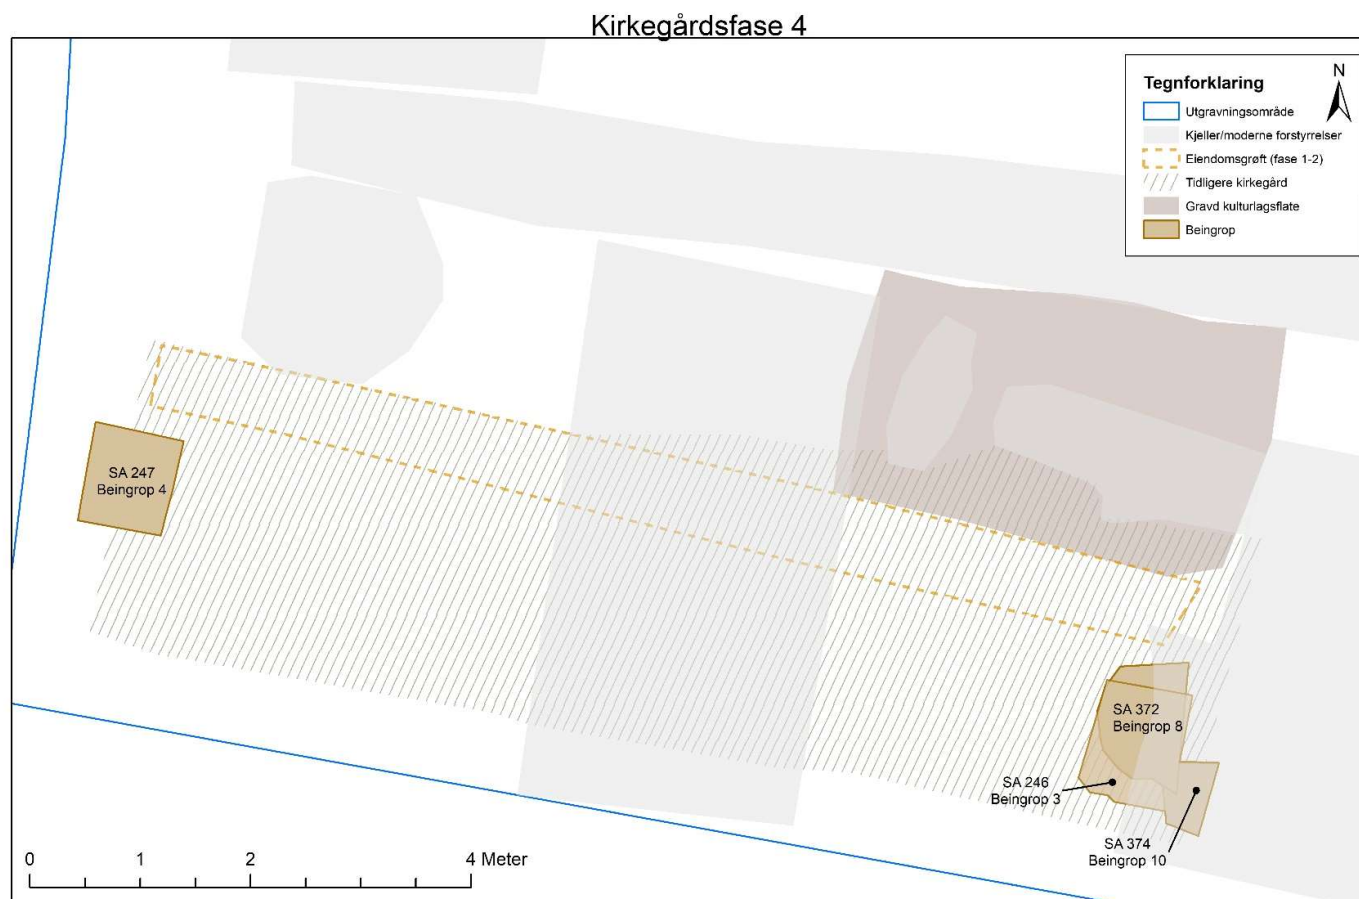 Kirkegårdsfase 4
Tegnforklaring
N
Utgravningsområde
Kjeller/moderne forstyrrelser
Eiendomsgrøft (fase 1-2)
Tidligere kirkegård
Gravd kulturlagsflate
Beingrop
SA 247
Beingrop 4
SA 372
Beingrop 8
SA 246
Beingrop 3
SA 374
Beingrop 10
0 1 2 4 Meter